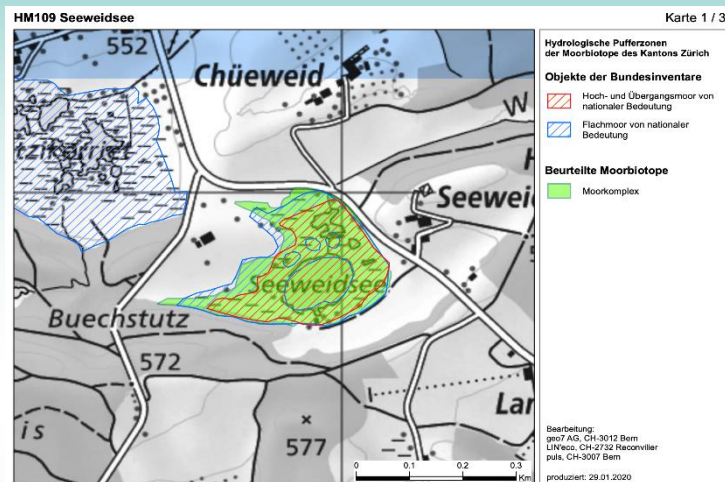 HM109 Seeweidsee
Karte 1 / 3
552
Chüeweid
W
Seewei
Seeweidsee
Buechstutz
572
is
577
Lar
0 0.1 0.2 0.3
Km
Hydrologische Pufferzonen
der Moorbiotope des Kantons Zürich
Objekte der Bundesinventare
Hoch- und Übergangsmoor von
nationaler Bedeutung
Flachmoor von nationaler
Bedeutung
Beurteilte Moorbiotope
Moorkomplex
Bearbeitung:
geo7 AG, CH-3012 Bern
LIN'eco, CH-2732 Reconvilier
puls, CH-3007 Bern
produziert: 29.01.2020